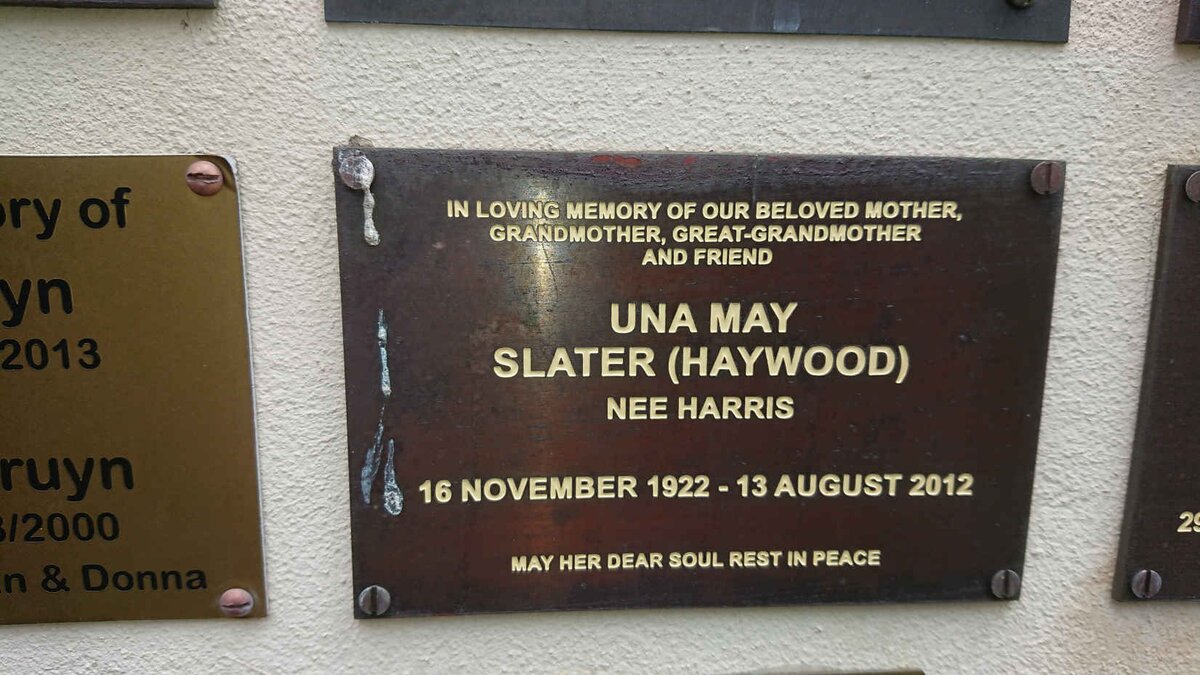 ory of
yn
2013
ruyn
/2000
n & Donna
IN LOVING MEMORY OF OUR BELOVED MOTHER,
GRANDMOTHER, GREAT-GRANDMOTHER
AND FRIEND
UNA MAY
SLATER (HAYWOOD)
NEE HARRIS
16 NOVEMBER 1922 - 13 AUGUST 2012
MAY HER DEAR SOUL REST IN PEACE
29